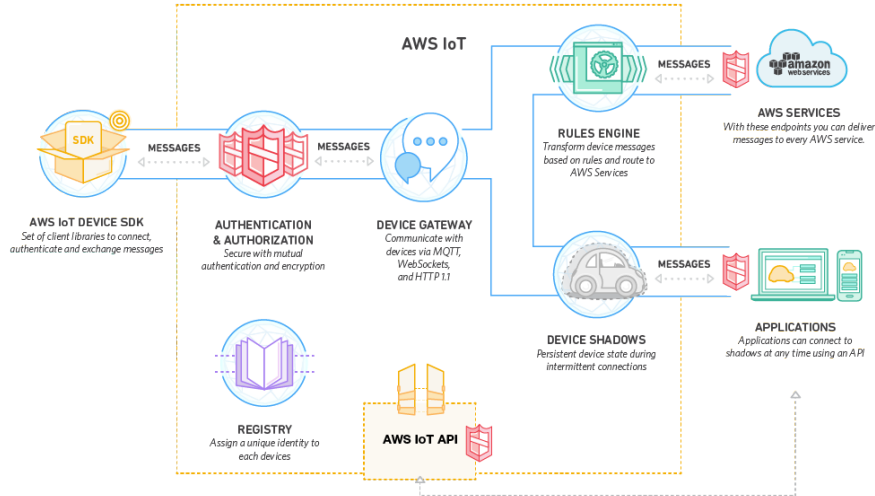 AWS IoT
SDK
MESSAGES
MESSAGES
MESSAGES
amazon
webservices
AWS IoT DEVICE SDK
Set of client libraries to connect,
authenticate and exchange messages
AUTHENTICATION
& AUTHORIZATION
Secure with mutual
authentication and encryption
DEVICE GATEWAY
Communicate with
devices via MQTT,
WebSockets,
and HTTP 1.1
RULES ENGINE
Transform device messages
based on rules and route to
AWS Services
AWS SERVICES
With these endpoints you can deliver
messages to every AWS service.
MESSAGES
DEVICE SHADOWS
Persistent device state during
intermittent connections
APPLICATIONS
Applications can connect to
shadows at any time using an API
REGISTRY
Assign a unique identity to
each devices
AWS IoT API